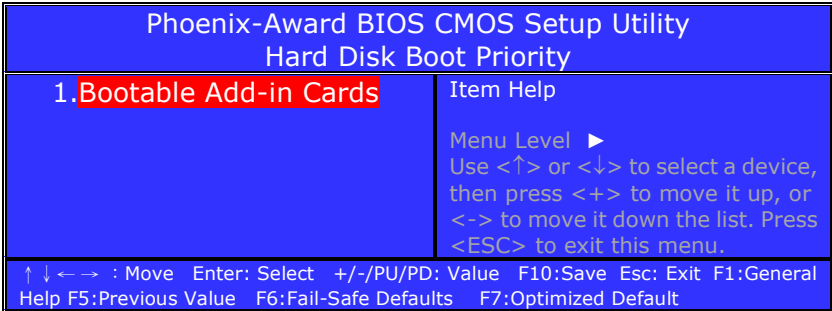 Phoenix-Award BIOS CMOS Setup Utility
Hard Disk Boot Priority
1.Bootable Add-in Cards
Item Help
Menu Level ►
Use <↑> or <↓> to select a device,
then press <+> to move it up, or
<-> to move it down the list. Press
<ESC> to exit this menu.
↑↓←→ : Move Enter: Select +/-/PU/PD: Value F10:Save Esc: Exit F1:General
Help F5:Previous Value F6:Fail-Safe Defaults F7:Optimized Default